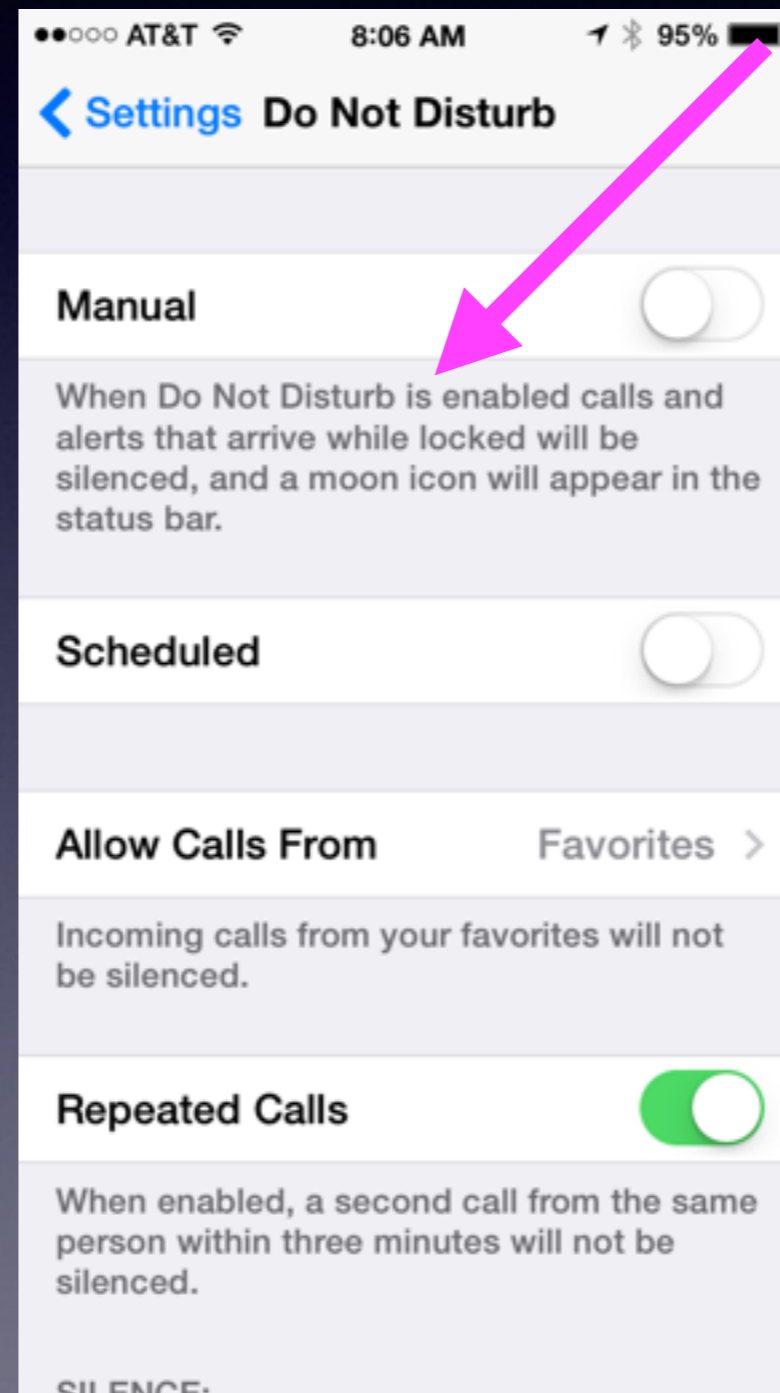 AT&T 8:06 AM 95%
Settings Do Not Disturb
Manual
When Do Not Disturb is enabled calls and
alerts that arrive while locked will be
silenced, and a moon icon will appear in the
status bar.
Scheduled
Allow Calls From Favorites >
Incoming calls from your favorites will not
be silenced.
Repeated Calls
When enabled, a second call from the same
person within three minutes will not be
silenced.
SILENCE: